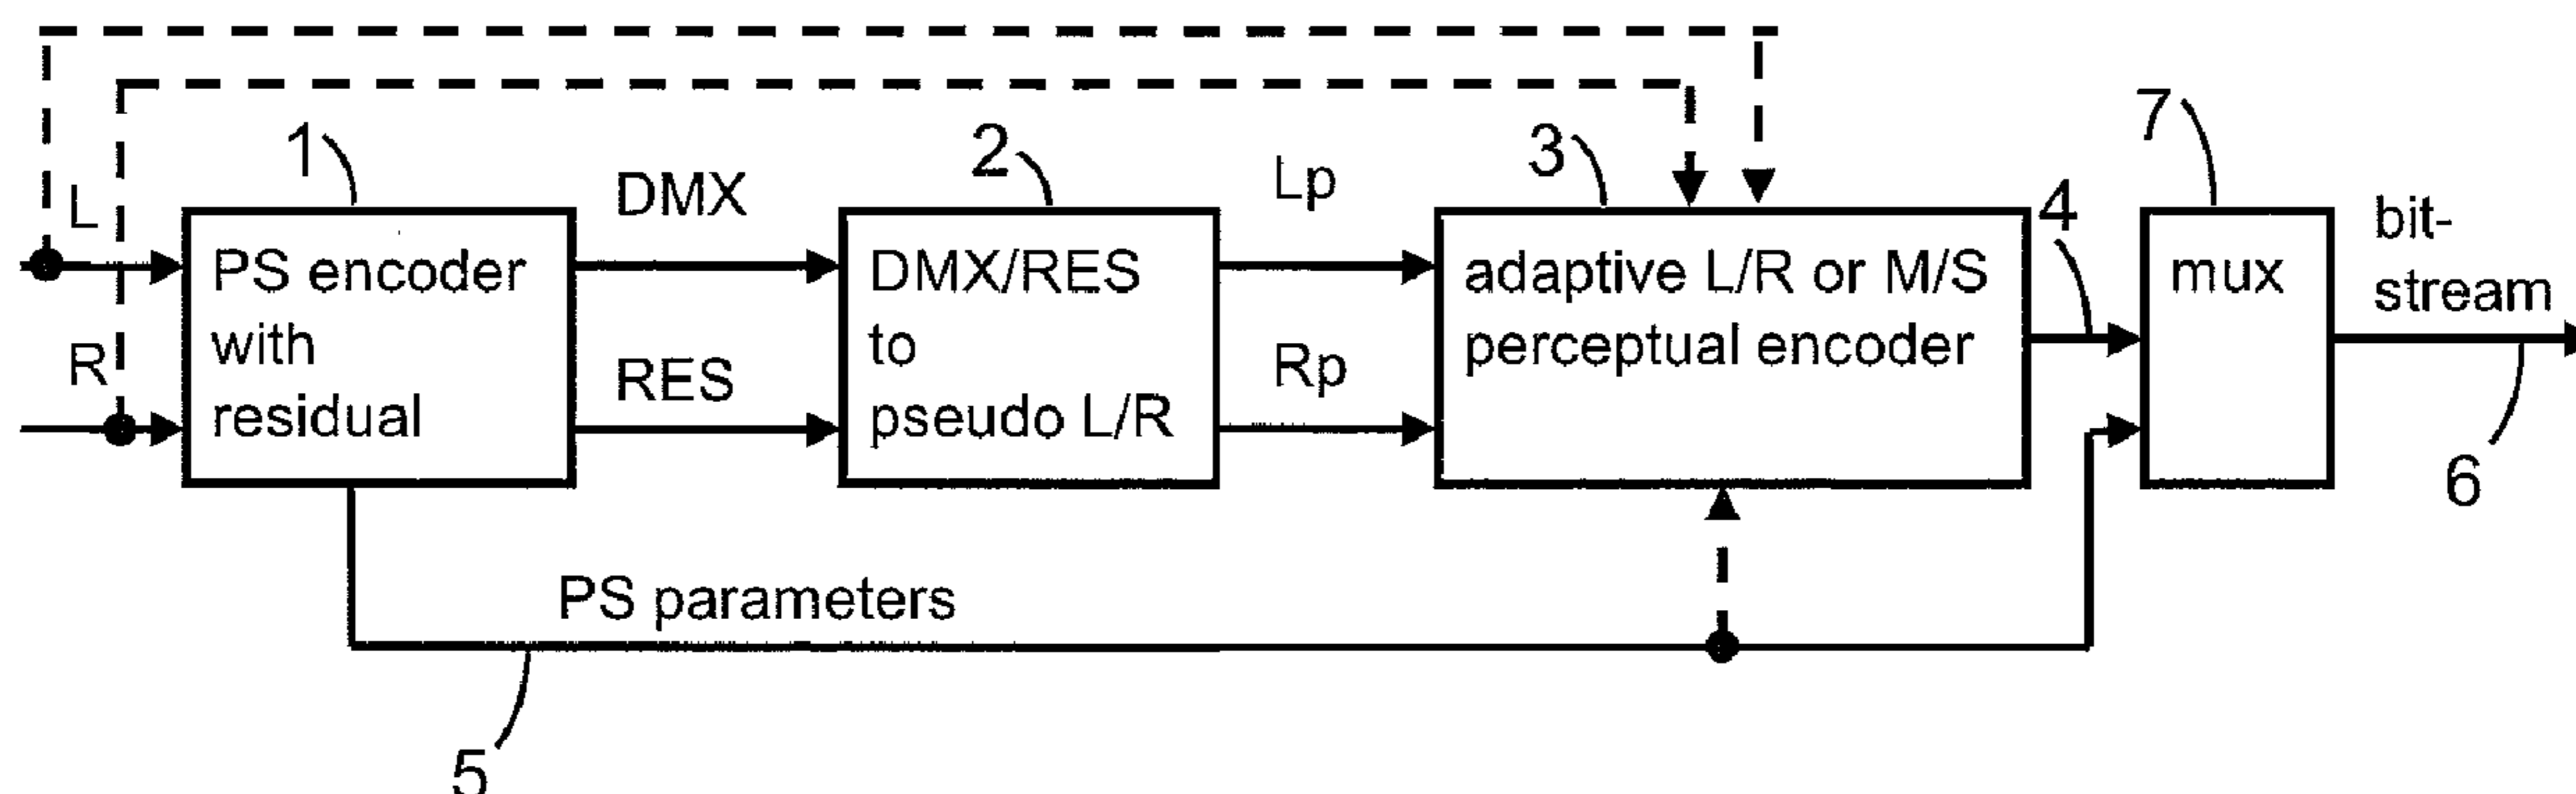 1
2
3
7
L
DMX
Lp
4
bit-
stream
PS encoder
with
residual
DMX/RES
to
pseudo L/R
adaptive L/R or M/S
perceptual encoder
mux
R
RES
Rp
6
PS parameters
5